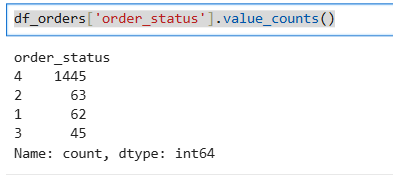 df_orders['order_status'].value_counts()
order_status
4    1445
2      63
1      62
3      45
Name: count, dtype: int64